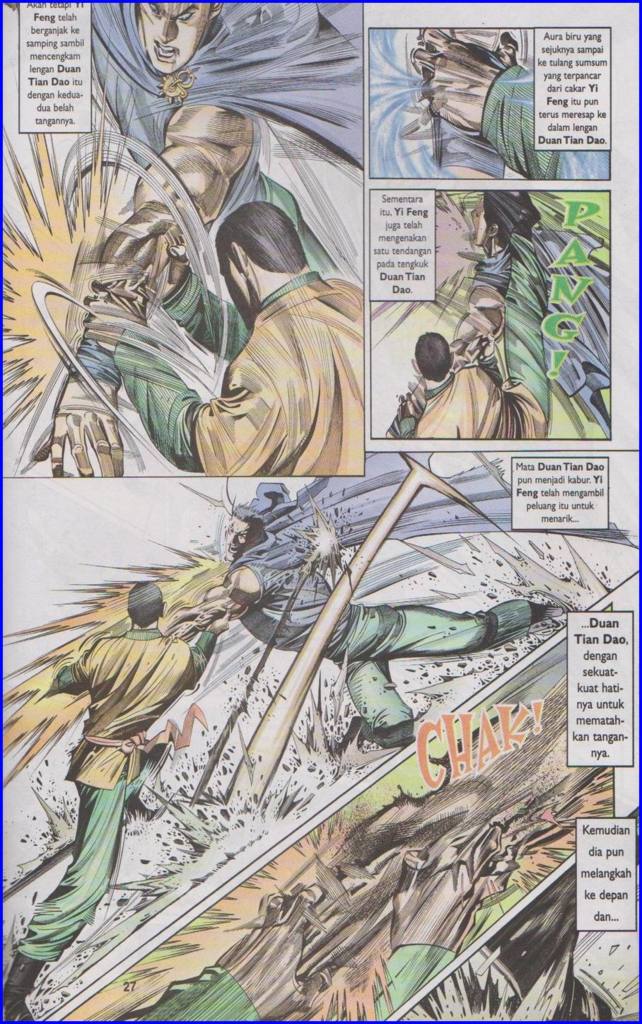 Akan tetapi Yi
Feng telah
berganjak ke
samping sambil
mencengkam
lengan Duan
Tian Dao itu
dengan kedua-
dua belah
tangannya.
Aura biru yang
sejuknya sampai
ke tulang sumsum
yang terpancar
dari cakar Yi
Feng itu pun
terus meresap ke
dalam lengan
Duan Tian Dao.
Sementara
itu, Yi Feng
juga telah
mengenakan
satu tendangan
pada tengkuk
Duan Tian
Dao.
PANG!
Mata Duan Tian Dao
pun menjadi kabur. Yi
Feng telah mengambil
peluang itu untuk
menarik...
...Duan
Tian Dao,
dengan
sekuat-
kuat hati-
nya untuk
mematah-
kan tangan-
nya.
CHAK!
Kemudian
dia pun
melangkah
ke depan
dan...
27